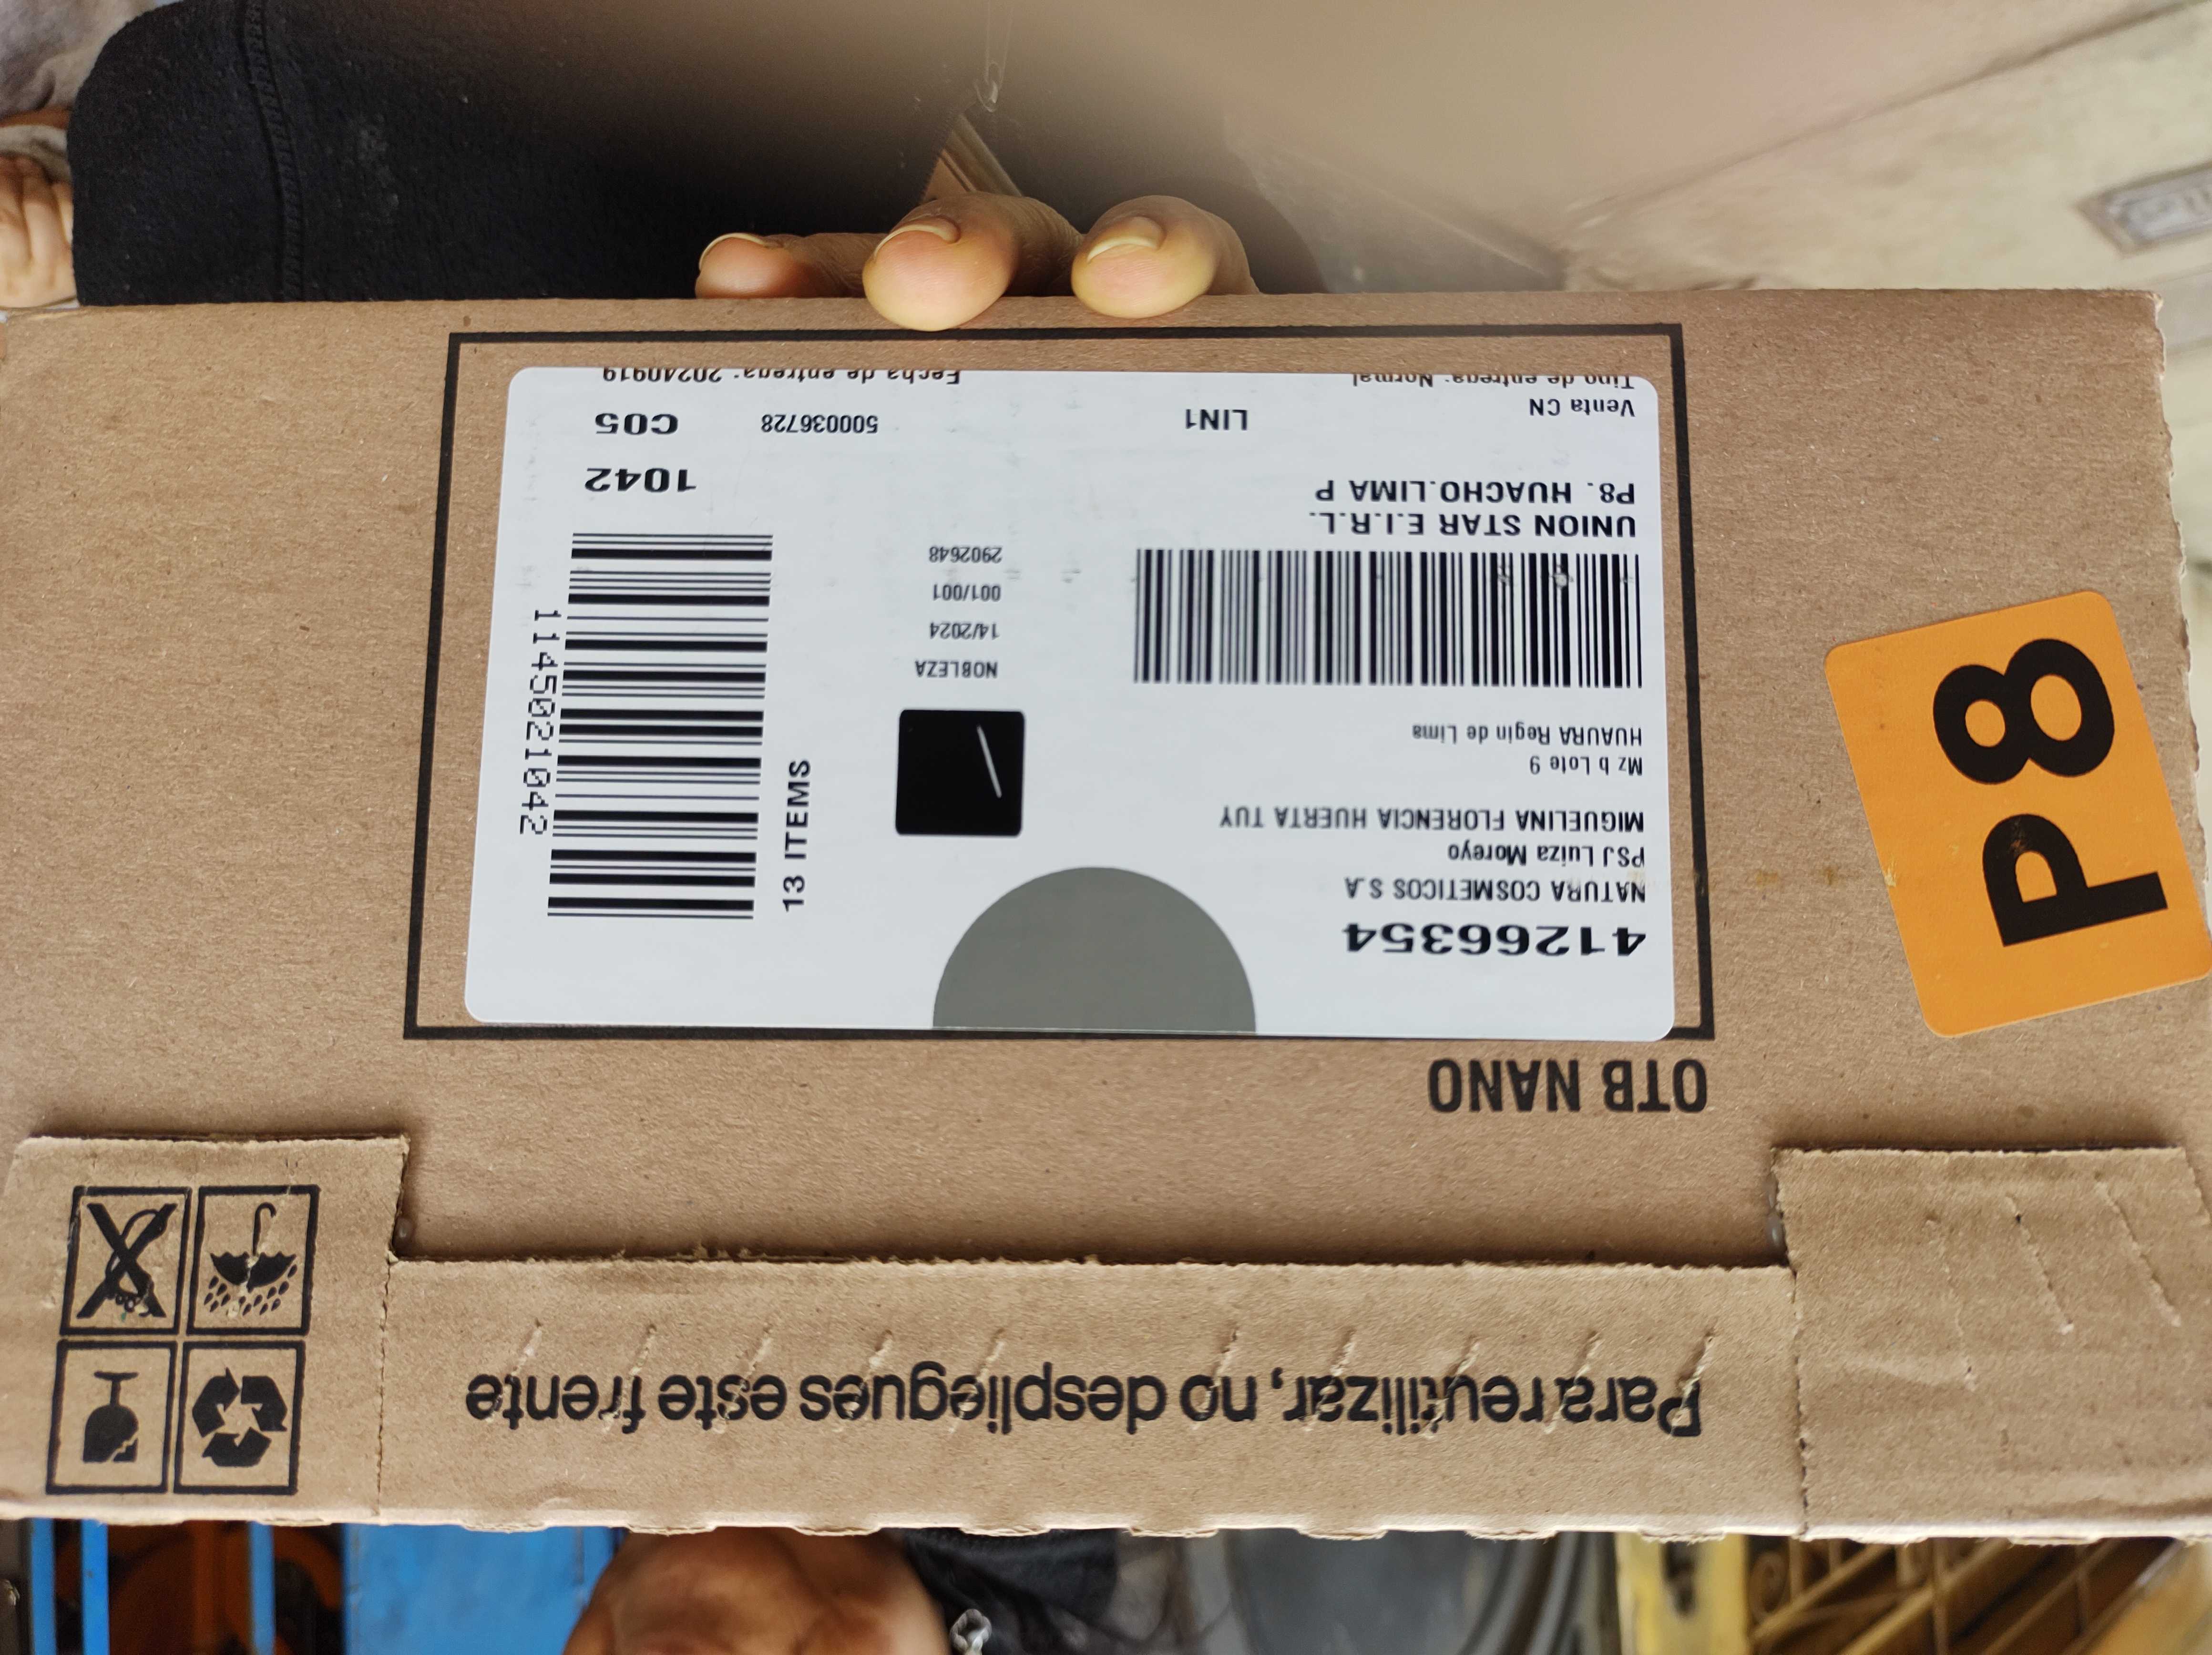 Para reutilizar, no despliegues este frente
OTB NANO
41266354
NATURA COSMETICOS S.A
PSJ Luiza Moreyo
MIGUELINA FLORENCIA HUERTA TUY
Mz b Lote 9
HUAURA Regin de Lima
UNION STAR E.I.R.L.
P8. HUACHO.LIMA P
Venta CN
LIN1
Tipo de entrega: Normal
NOBLEZA
14/2024
001/001
2902648
13 ITEMS
1145021042
1042
500036728
C05
Fecha de entrega: 20240919
P8